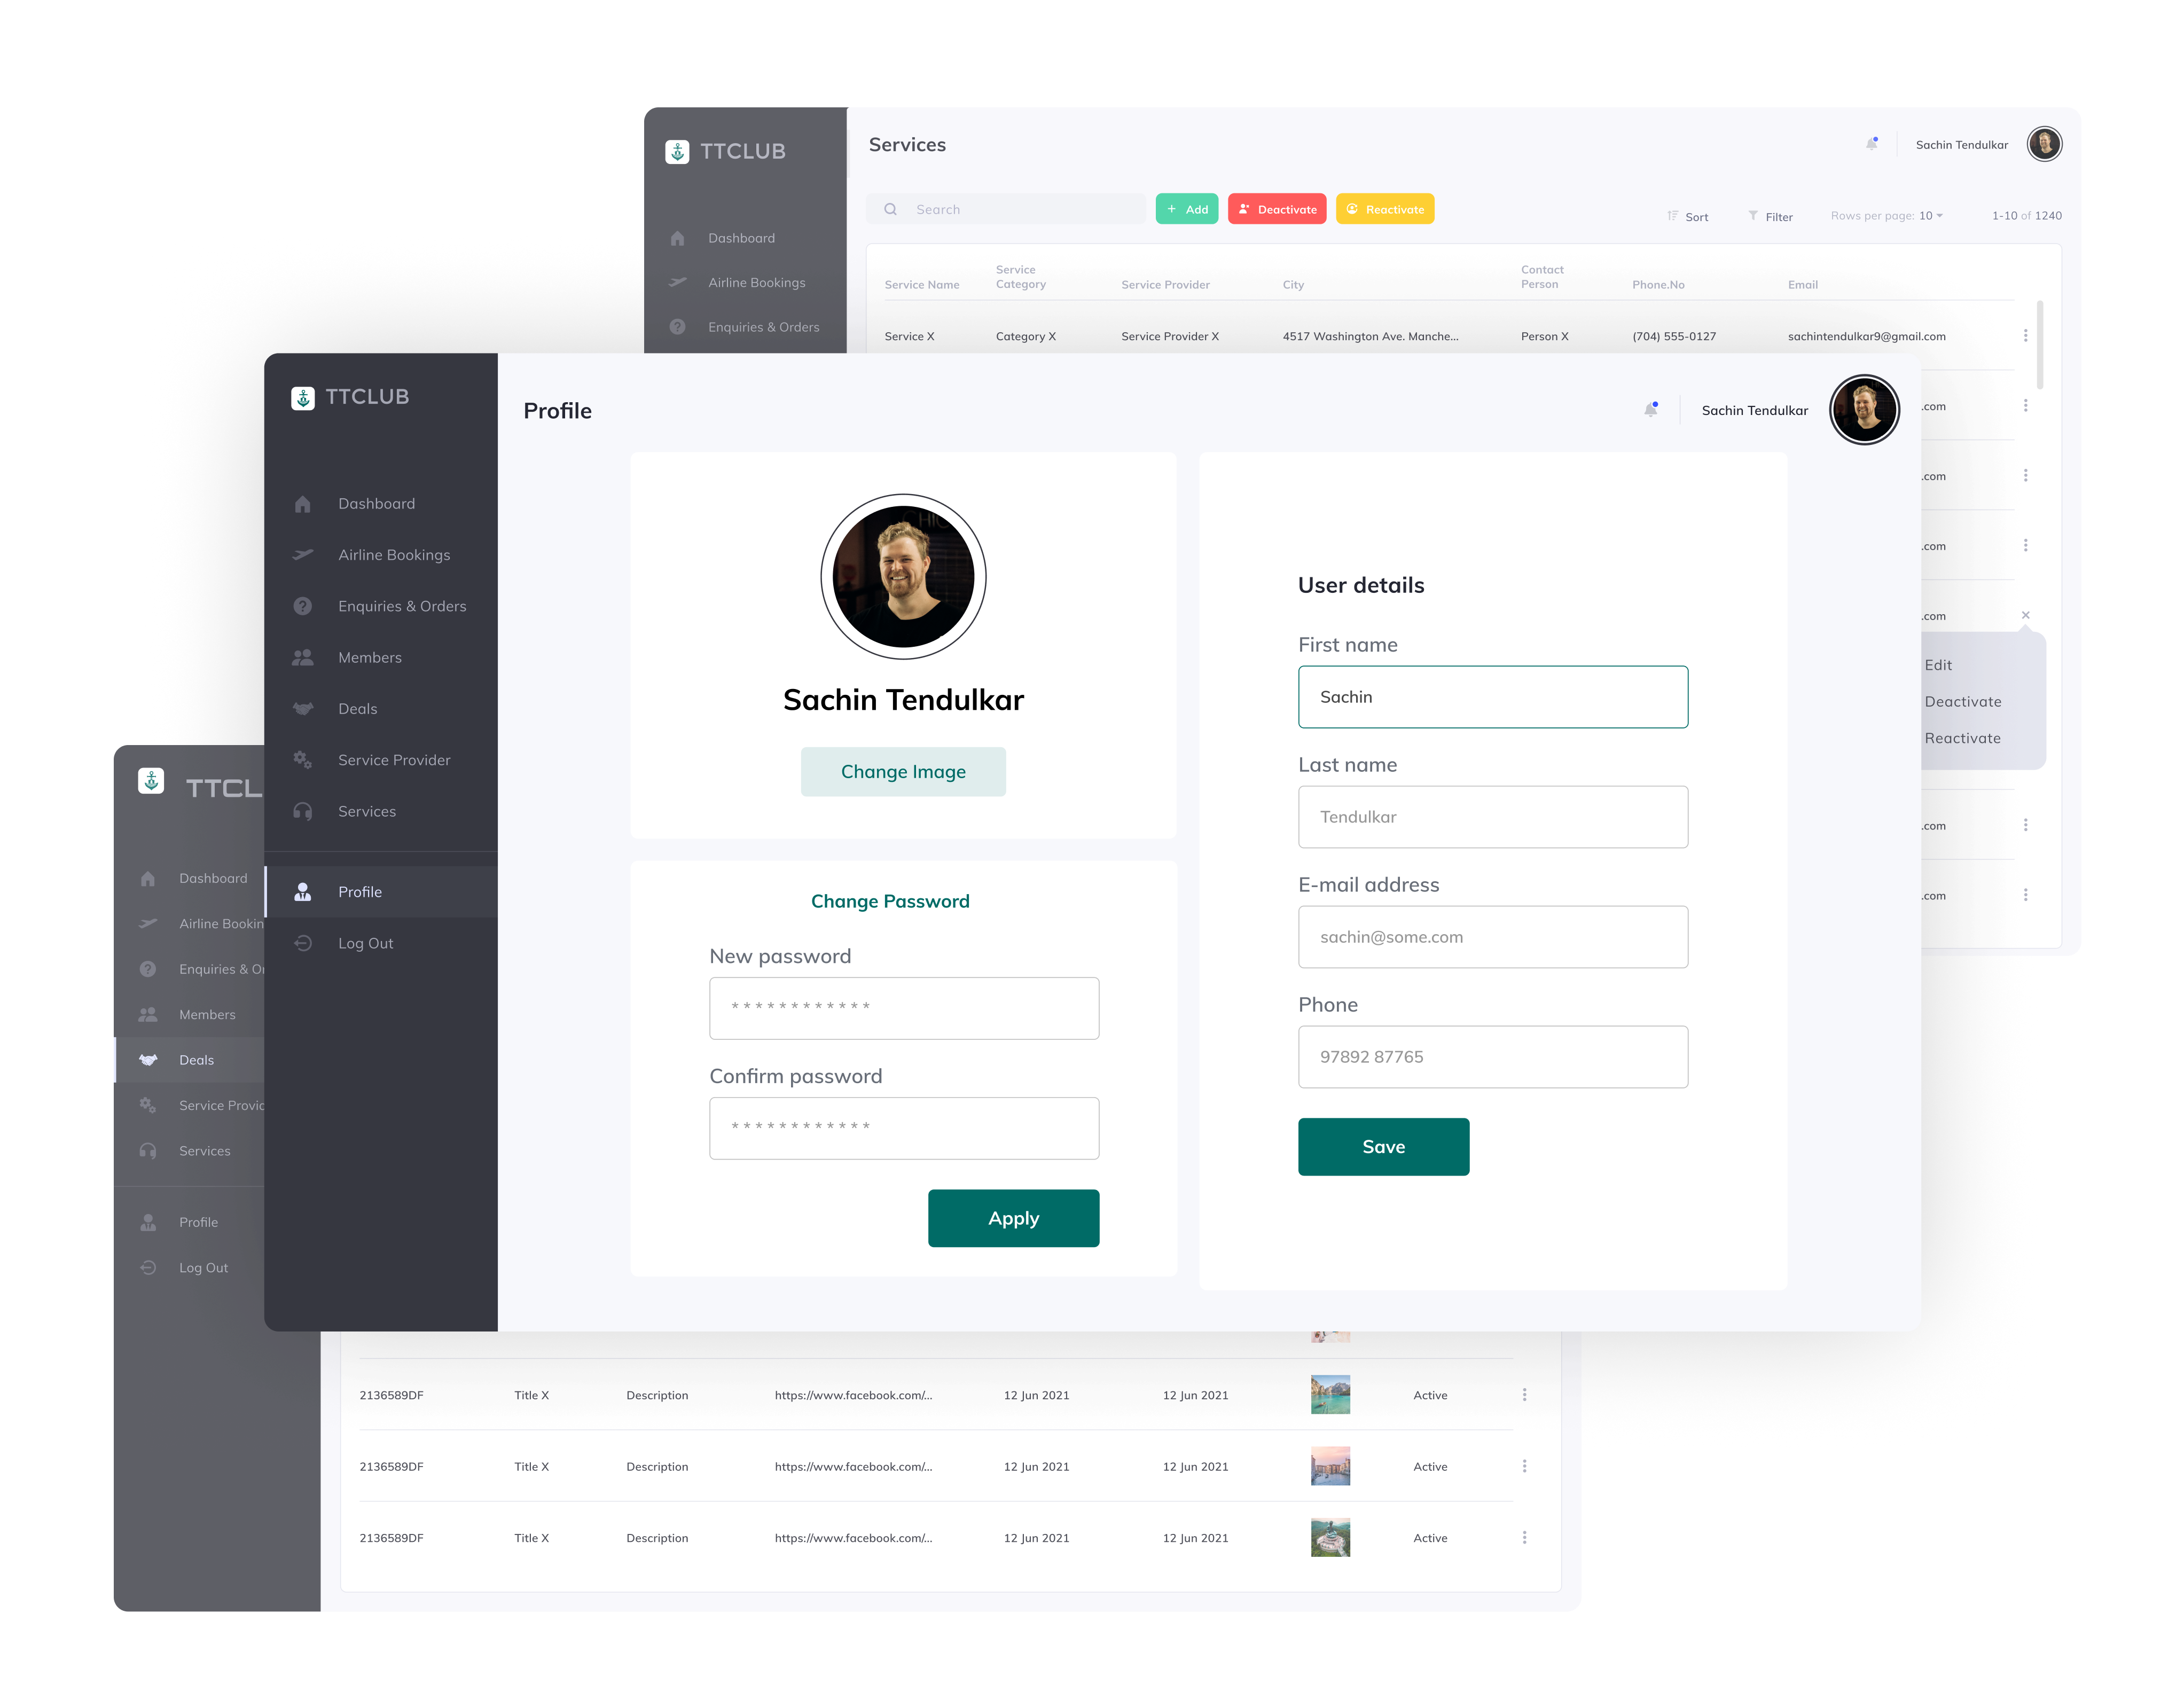 TTCLUB
Services
Sachin Tendulkar
Search
+ Add
Deactivate
Reactivate
Sort
Filter
Rows per page: 10
1-10 of 1240
Dashboard
Airline Bookings
Enquiries & Orders
Service Name
Service Category
Service Provider
City
Contact Person
Phone.No
Email
Service X
Category X
Service Provider X
4517 Washington Ave. Manche...
Person X
(704) 555-0127
sachintendulkar9@gmail.com
.com
.com
.com
.com
Edit
Deactivate
Reactivate
.com
.com
TTCLUB
Profile
Sachin Tendulkar
Dashboard
Airline Bookings
Enquiries & Orders
Members
Deals
Service Provider
Services
Profile
Log Out
Sachin Tendulkar
Change Image
Change Password
New password
************
Confirm password
************
Apply
User details
First name
Sachin
Last name
Tendulkar
E-mail address
sachin@some.com
Phone
97892 87765
Save
TTCL
Dashboard
Airline Bookin
Enquiries & Or
Members
Deals
Service Provid
Services
Profile
Log Out
2136589DF
Title X
Description
https://www.facebook.com/...
12 Jun 2021
12 Jun 2021
Active
2136589DF
Title X
Description
https://www.facebook.com/...
12 Jun 2021
12 Jun 2021
Active
2136589DF
Title X
Description
https://www.facebook.com/...
12 Jun 2021
12 Jun 2021
Active